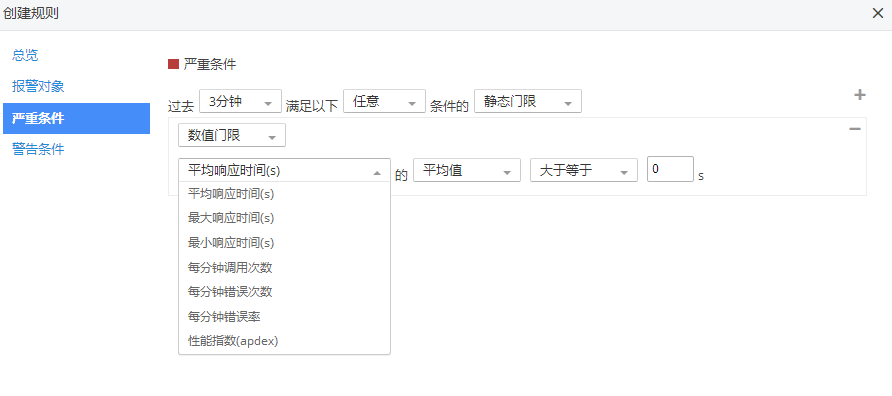 创建规则
总览
报警对象
严重条件
警告条件
严重条件
过去 3分钟 满足以下 任意 条件的 静态门限
数值门限
平均响应时间(s) 的 平均值 大于等于 0 s
平均响应时间(s)
最大响应时间(s)
最小响应时间(s)
每分钟调用次数
每分钟错误次数
每分钟错误率
性能指数(apdex)